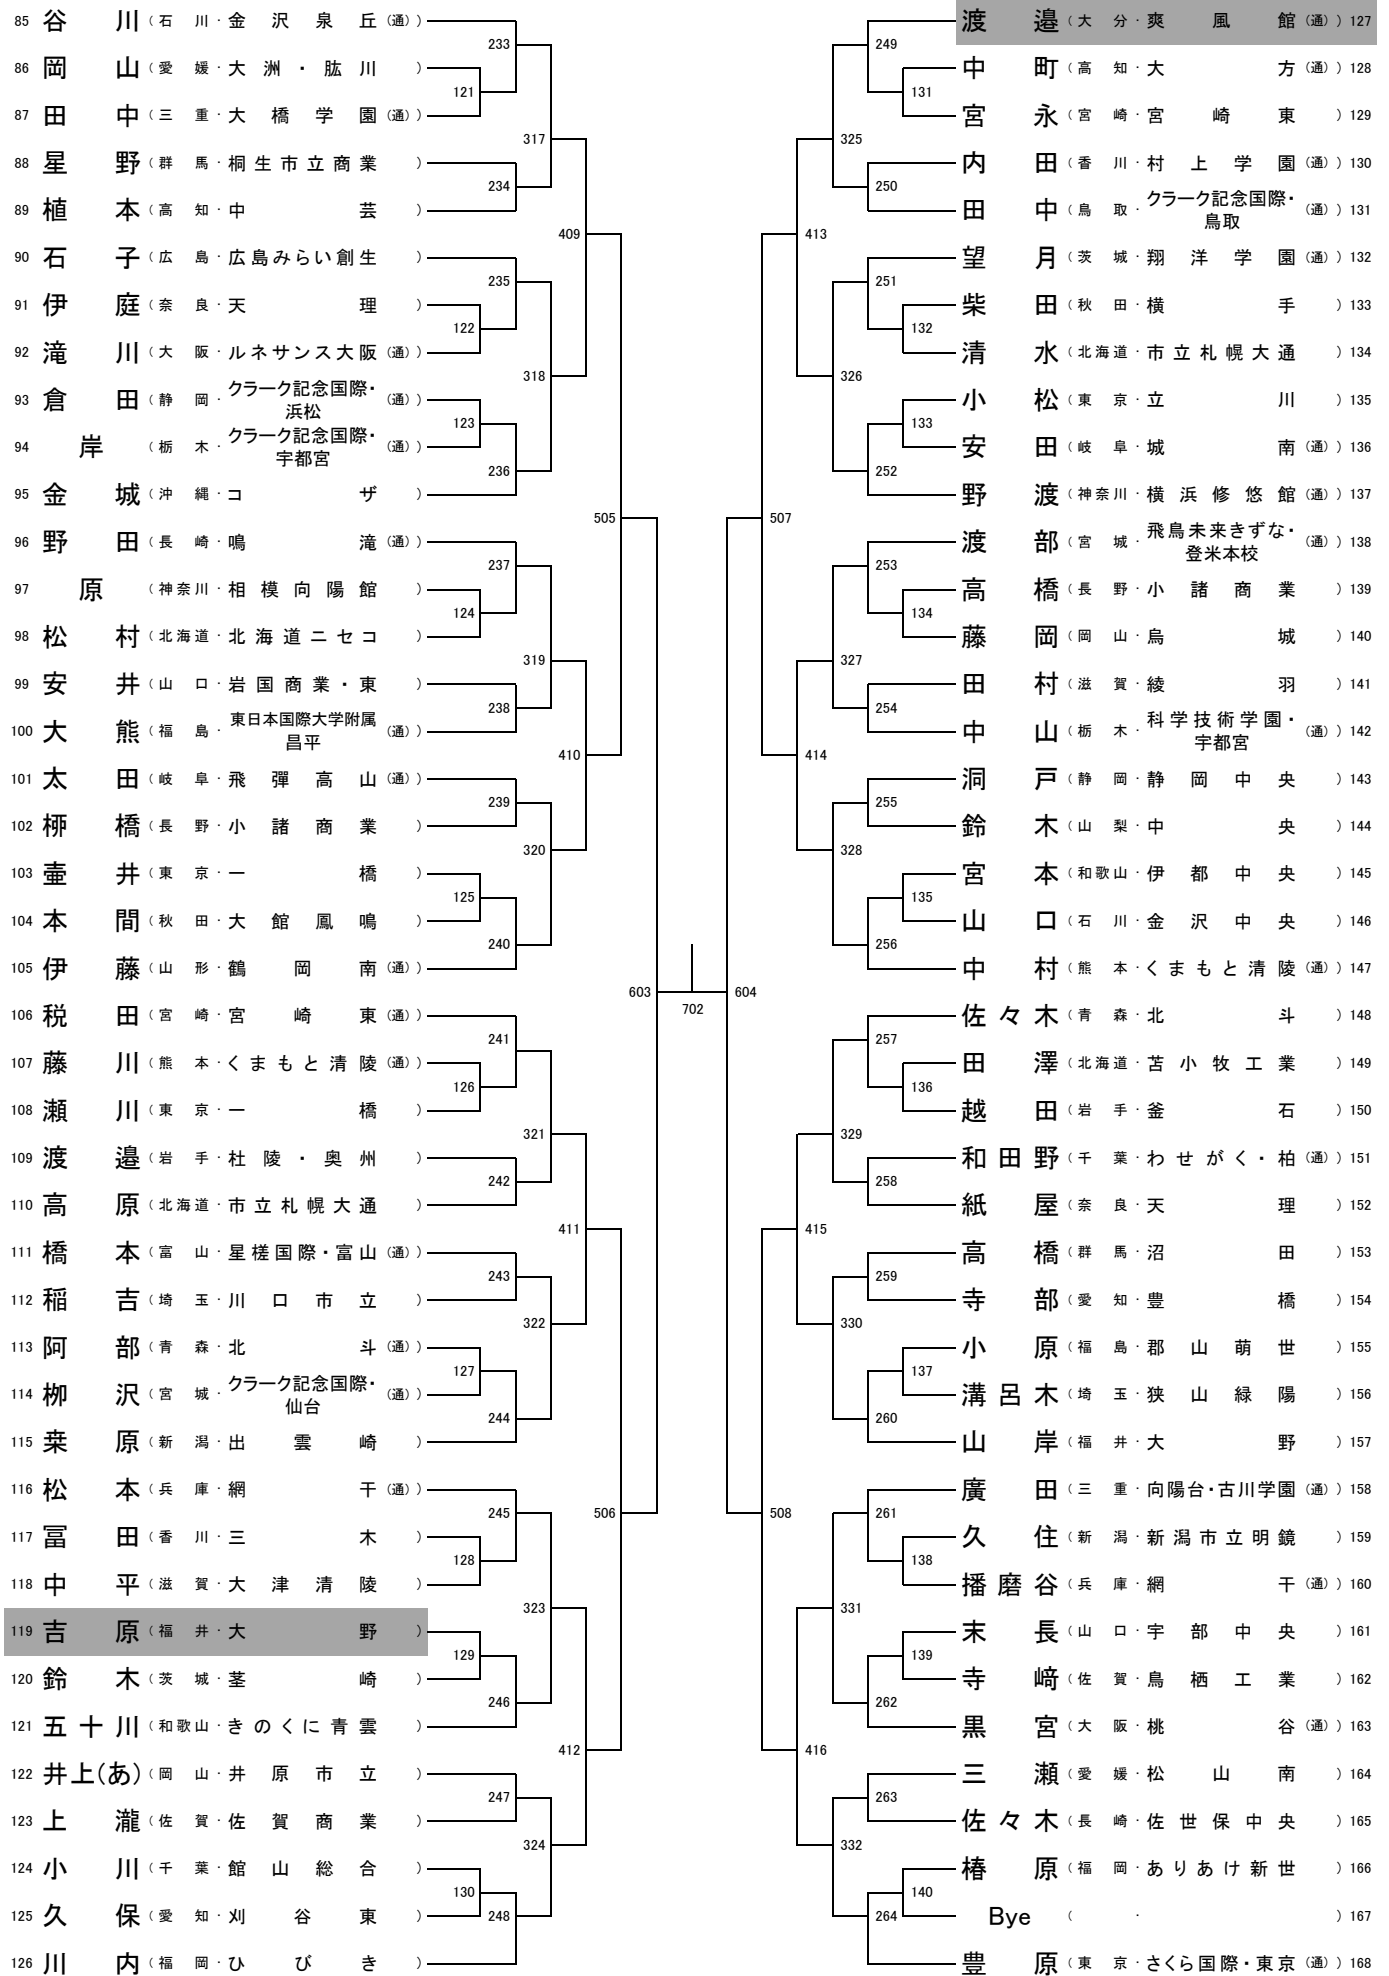 85 谷川 (石川・金沢泉丘(通))
86 岡山 (愛媛・大洲・肱川)
87 田中 (三重・大橋学園(通))
88 星野 (群馬・桐生市立商業)
89 植本 (高知・中芸)
90 石子 (広島・広島みらい創生)
91 伊庭 (奈良・天理)
92 滝川 (大阪・ルネサンス大阪(通))
93 倉田 (静岡・クラーク記念国際・浜松(通))
94 岸 (栃木・クラーク記念国際・宇都宮(通))
95 金城 (沖縄・コザ)
96 野田 (長崎・鳴滝(通))
97 原 (神奈川・相模向陽館)
98 松村 (北海道・北海道ニセコ)
99 安井 (山口・岩国商業・東)
100 大熊 (福島・東日本国際大学附属昌平(通))
101 太田 (岐阜・飛彈高山(通))
102 桺橋 (長野・小諸商業)
103 壷井 (東京・一橋)
104 本間 (秋田・大館鳳鳴)
105 伊藤 (山形・鶴岡南(通))
106 税田 (宮崎・宮崎東(通))
107 藤川 (熊本・くまもと清陵(通))
108 瀬川 (東京・一橋)
109 渡邉 (岩手・杜陵・奥州)
110 高原 (北海道・市立札幌大通)
111 橋本 (富山・星槎国際・富山(通))
112 稲吉 (埼玉・川口市立)
113 阿部 (青森・北斗(通))
114 栁沢 (宮城・クラーク記念国際・仙台(通))
115 桒原 (新潟・出雲崎)
116 松本 (兵庫・網干(通))
117 冨田 (香川・三木)
118 中平 (滋賀・大津清陵)
119 吉原 (福井・大野)
120 鈴木 (茨城・茎崎)
121 五十川 (和歌山・きのくに青雲)
122 井上(あ) (岡山・井原市立)
123 上瀧 (佐賀・佐賀商業)
124 小川 (千葉・館山総合)
125 久保 (愛知・刈谷東)
126 川内 (福岡・ひびき)
233
121
317
234
409
235
122
318
123
236
505
237
124
319
238
410
239
320
125
240
603
241
126
321
242
411
243
322
127
244
506
245
128
323
129
246
412
247
324
130
248
702
604
249
131
325
250
413
251
132
326
133
252
507
253
134
327
254
414
255
328
135
256
257
136
329
258
415
259
330
137
260
508
261
138
331
139
262
416
263
332
140
264
渡邉 (大分・爽風館(通)) 127
中町 (高知・大方(通)) 128
宮永 (宮崎・宮崎東) 129
内田 (香川・村上学園(通)) 130
田中 (鳥取・クラーク記念国際・鳥取(通)) 131
望月 (茨城・翔洋学園(通)) 132
柴田 (秋田・横手) 133
清水 (北海道・市立札幌大通) 134
小松 (東京・立川) 135
安田 (岐阜・城南(通)) 136
野渡 (神奈川・横浜修悠館(通)) 137
渡部 (宮城・飛鳥未来きずな・登米本校(通)) 138
高橋 (長野・小諸商業) 139
藤岡 (岡山・烏城) 140
田村 (滋賀・綾羽) 141
中山 (栃木・科学技術学園・宇都宮(通)) 142
洞戸 (静岡・静岡中央) 143
鈴木 (山梨・中央) 144
宮本 (和歌山・伊都中央) 145
山口 (石川・金沢中央) 146
中村 (熊本・くまもと清陵(通)) 147
佐々木 (青森・北斗) 148
田澤 (北海道・苫小牧工業) 149
越田 (岩手・釜石) 150
和田野 (千葉・わせがく・柏(通)) 151
紙屋 (奈良・天理) 152
高橋 (群馬・沼田) 153
寺部 (愛知・豊橋) 154
小原 (福島・郡山萌世) 155
溝呂木 (埼玉・狭山緑陽) 156
山岸 (福井・大野) 157
廣田 (三重・向陽台・古川学園(通)) 158
久住 (新潟・新潟市立明鏡) 159
播磨谷 (兵庫・網干(通)) 160
末長 (山口・宇部中央) 161
寺﨑 (佐賀・鳥栖工業) 162
黒宮 (大阪・桃谷(通)) 163
三瀬 (愛媛・松山南) 164
佐々木 (長崎・佐世保中央) 165
椿原 (福岡・ありあけ新世) 166
Bye (・) 167
豊原 (東京・さくら国際・東京(通)) 168